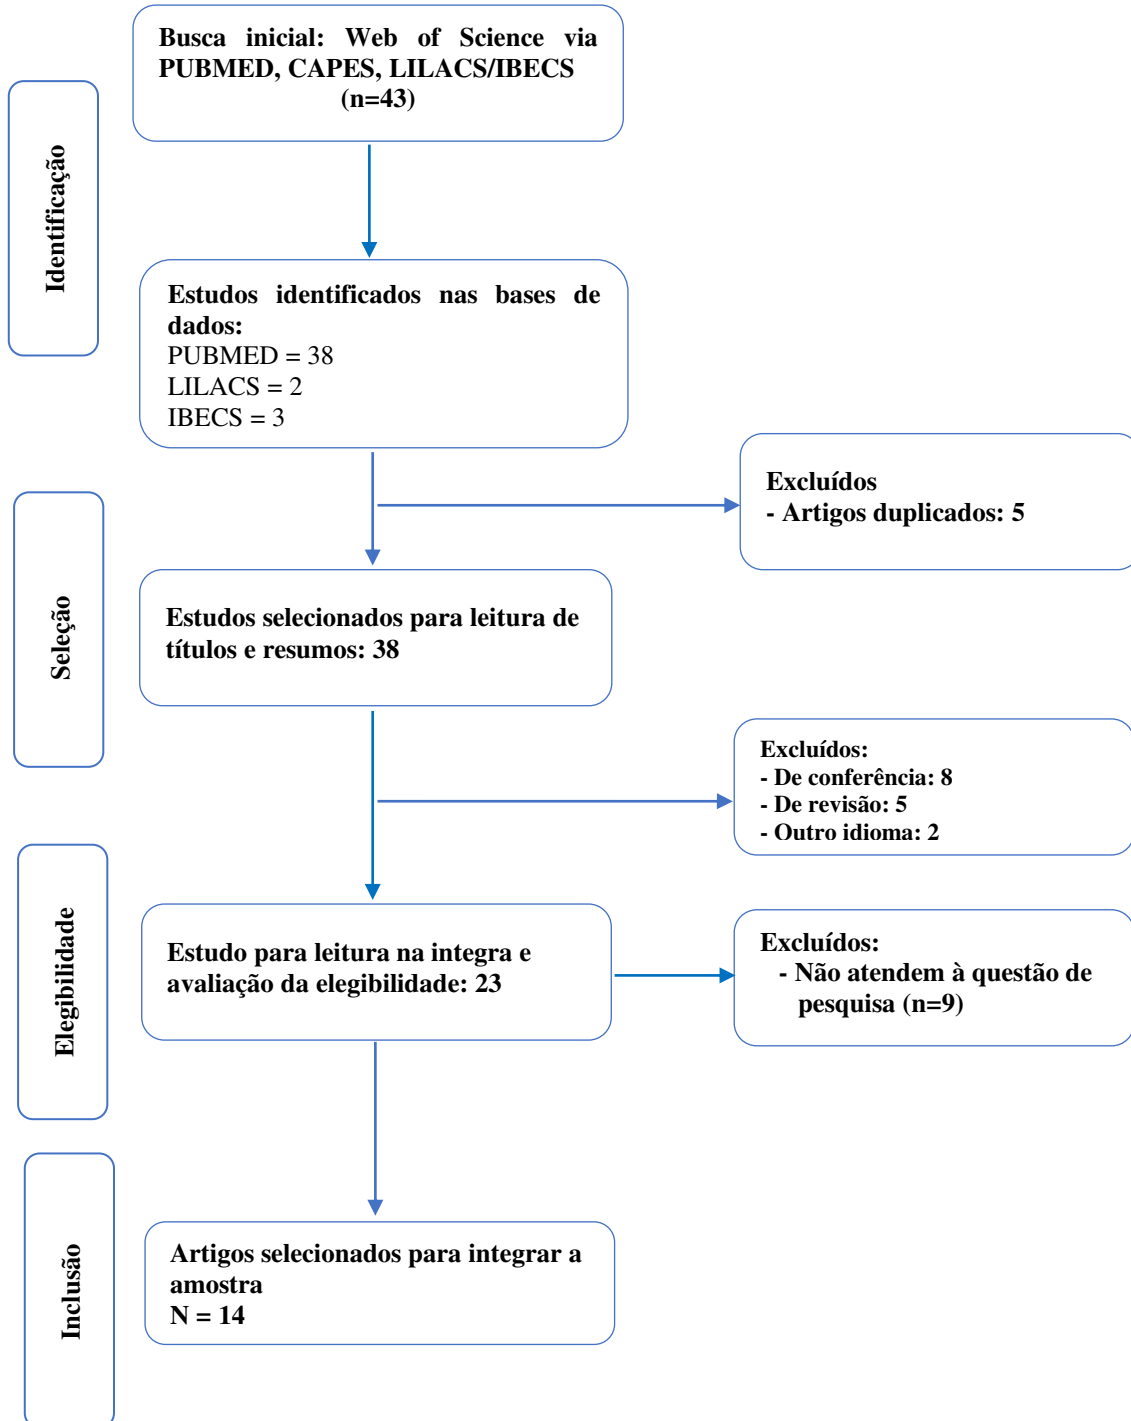 Busca inicial: Web of Science via
PUBMED, CAPES, LILACS/IBECS
(n=43)
Identificação
Estudos identificados nas bases de
dados:
PUBMED = 38
LILACS = 2
IBECS = 3
Excluídos
- Artigos duplicados: 5
Seleção
Estudos selecionados para leitura de
títulos e resumos: 38
Excluídos:
- De conferência: 8
- De revisão: 5
- Outro idioma: 2
Elegibilidade
Estudo para leitura na integra e
avaliação da elegibilidade: 23
Excluídos:
- Não atendem à questão de
pesquisa (n=9)
Inclusão
Artigos selecionados para integrar a
amostra
N = 14